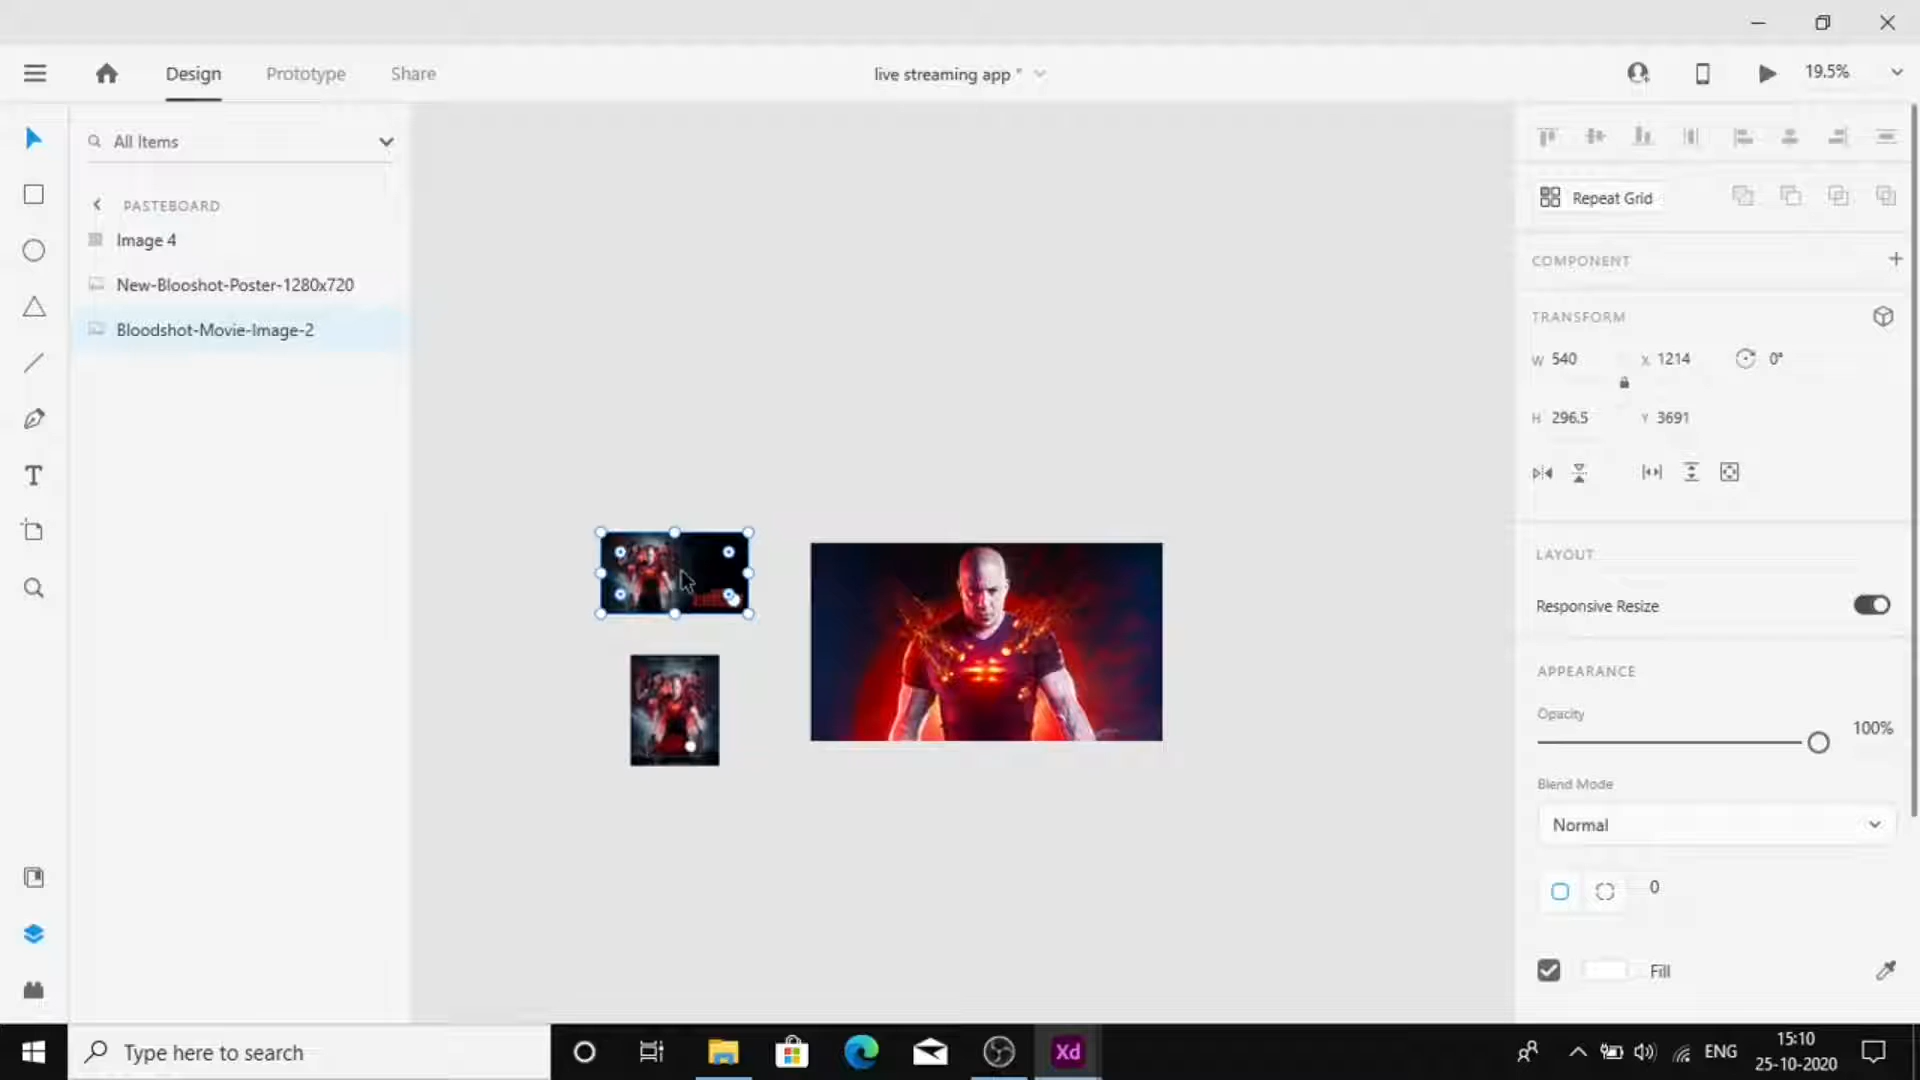 Design
Prototype
Share
live streaming app *
19.5%
All Items
PASTEBOARD
Image 4
New-Blooshot-Poster-1280x720
Bloodshot-Movie-Image-2
Repeat Grid
COMPONENT
TRANSFORM
W 540
X 1214
0°
H 296.5
Y 3691
LAYOUT
Responsive Resize
APPEARANCE
Opacity
100%
Blend Mode
Normal
0
Fill
Type here to search
Xd
ENG
15:10
25-10-2020